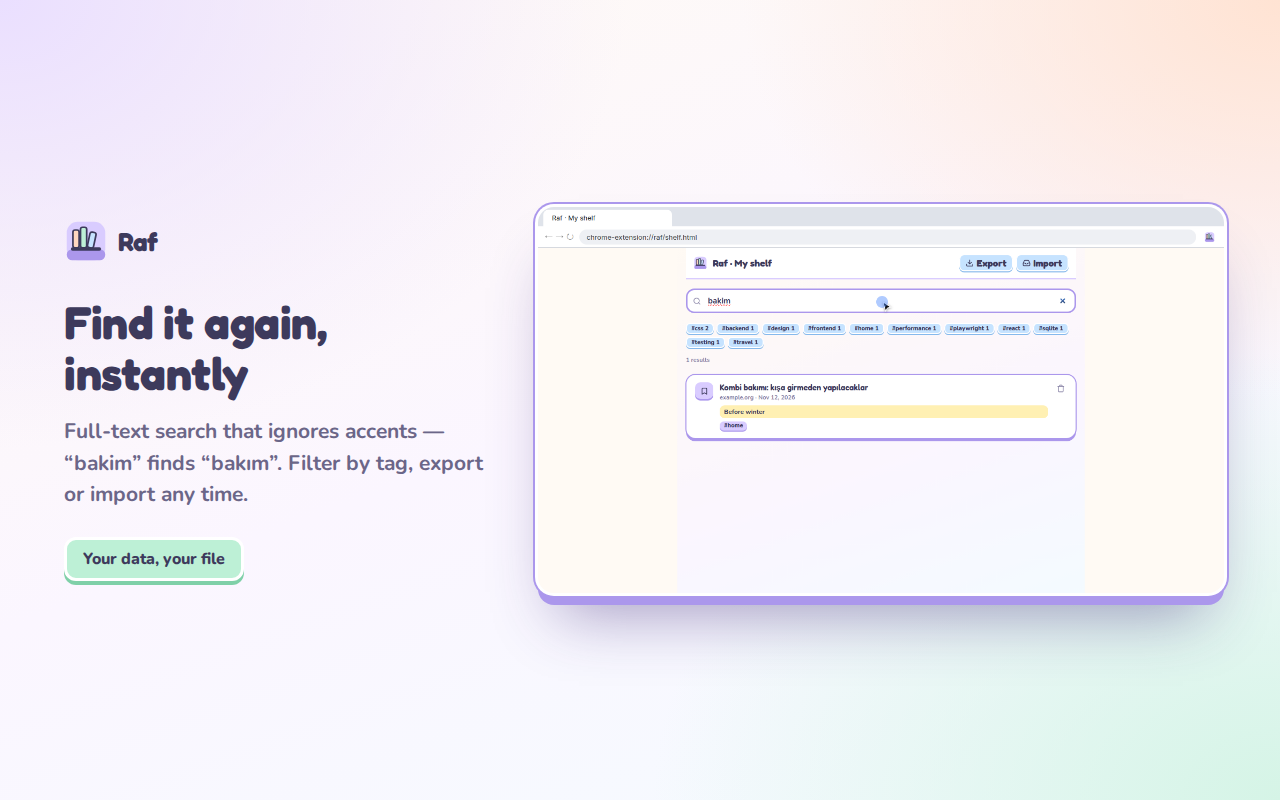 Raf
Find it again,
instantly
Full-text search that ignores accents —
“bakim” finds “bakım”. Filter by tag, export
or import any time.
Your data, your file
Raf · My shelf
chrome-extension://raf/shelf.html
Raf · My shelf
Export
Import
bakim
#css 2 #backend 1 #design 1 #frontend 1 #home 1 #performance 1 #playwright 1 #react 1 #sqlite 1
#testing 1 #travel 1
1 results
Kombi bakımı: kışa girmeden yapılacaklar
example.org · Nov 12, 2026
Before winter
#home